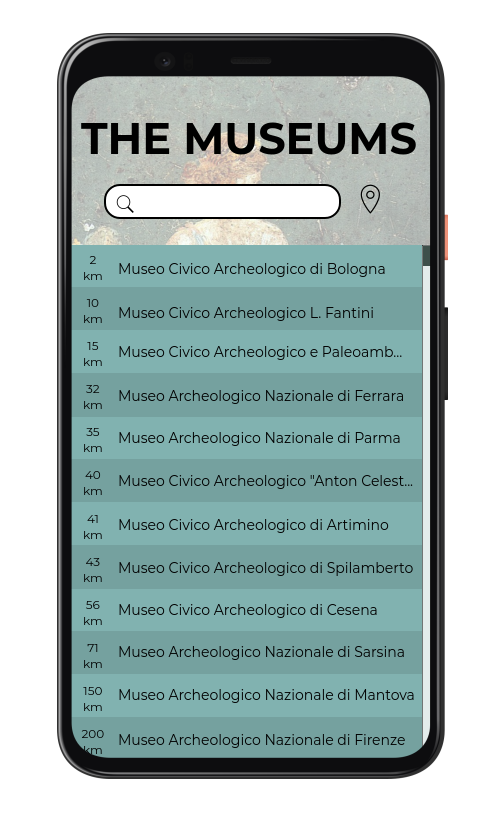 THE MUSEUMS
2
km
Museo Civico Archeologico di Bologna
10
km
Museo Civico Archeologico L. Fantini
15
km
Museo Civico Archeologico e Paleoamb...
32
km
Museo Archeologico Nazionale di Ferrara
35
km
Museo Archeologico Nazionale di Parma
40
km
Museo Civico Archeologico "Anton Celest...
41
km
Museo Civico Archeologico di Artimino
43
km
Museo Civico Archeologico di Spilamberto
56
km
Museo Civico Archeologico di Cesena
71
km
Museo Archeologico Nazionale di Sarsina
150
km
Museo Archeologico Nazionale di Mantova
200
km
Museo Archeologico Nazionale di Firenze